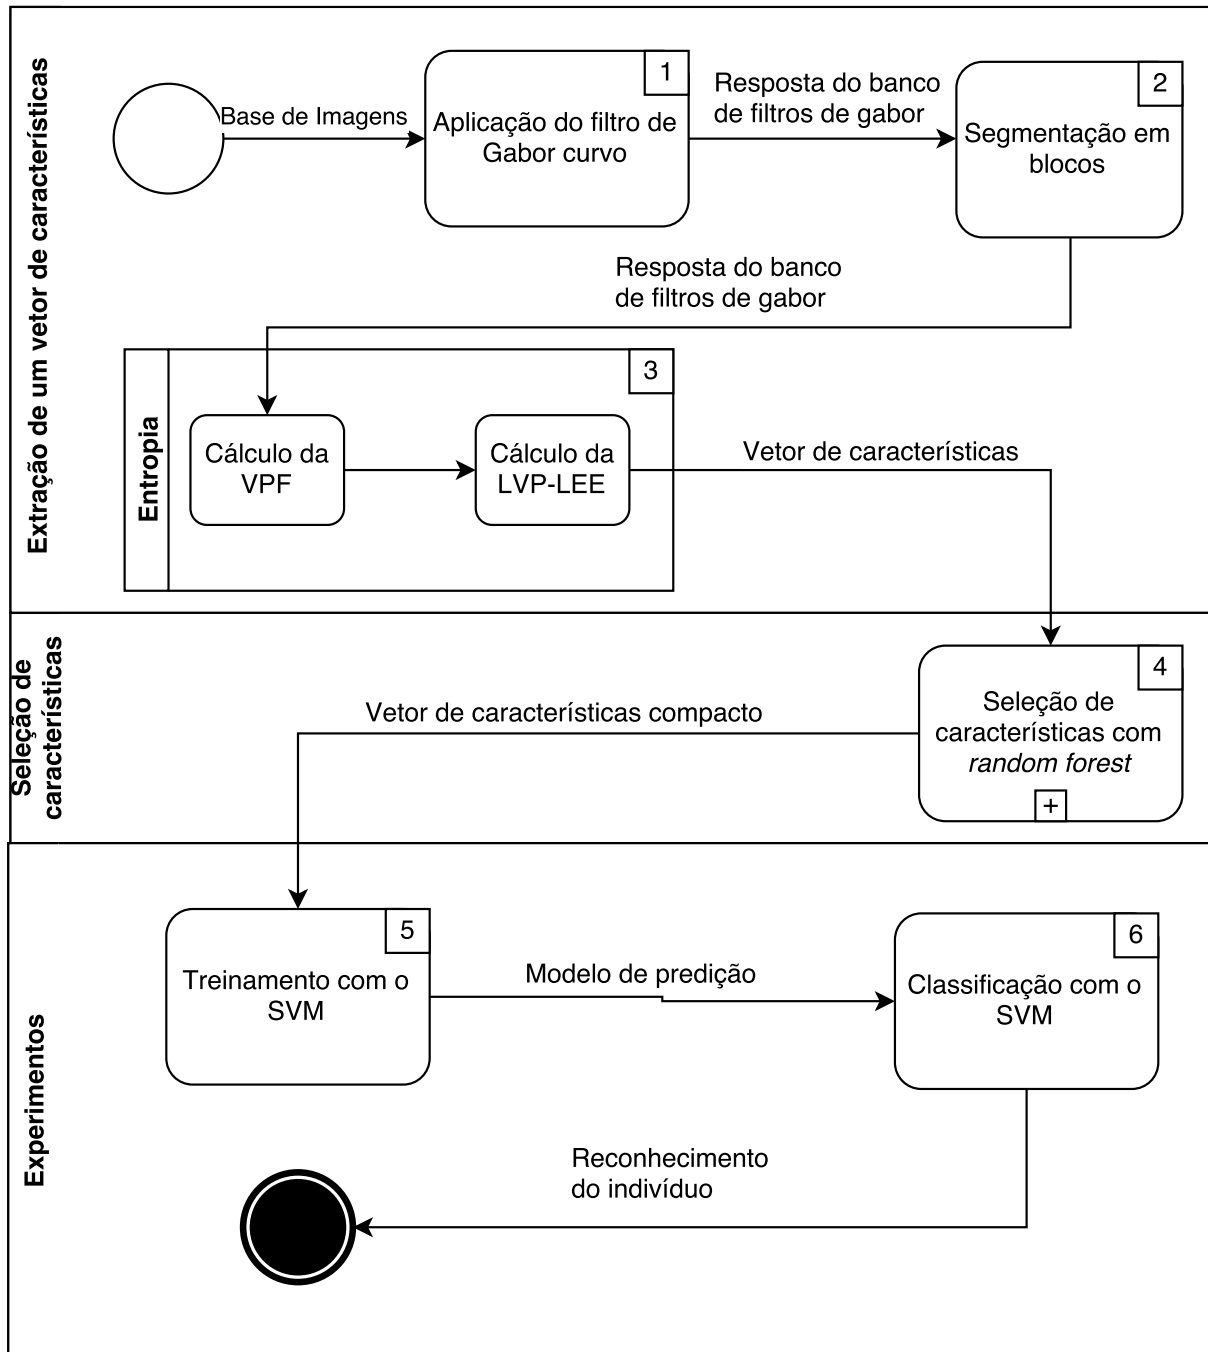 Extração de um vetor de características
Base de Imagens
1
Aplicação do filtro de
Gabor curvo
Resposta do banco
de filtros de gabor
2
Segmentação em
blocos
Resposta do banco
de filtros de gabor
Entropia
3
Cálculo da
VPF
Cálculo da
LVP-LEE
Vetor de características
Seleção de
características
4
Seleção de
características com
random forest
+
Vetor de características compacto
Experimentos
5
Treinamento com o
SVM
Modelo de predição
6
Classificação com o
SVM
Reconhecimento
do indivíduo